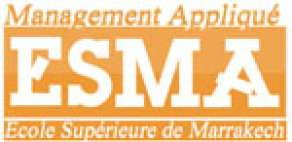 Management Appliqué
ESMA
Ecole Supérieure de Marrakech